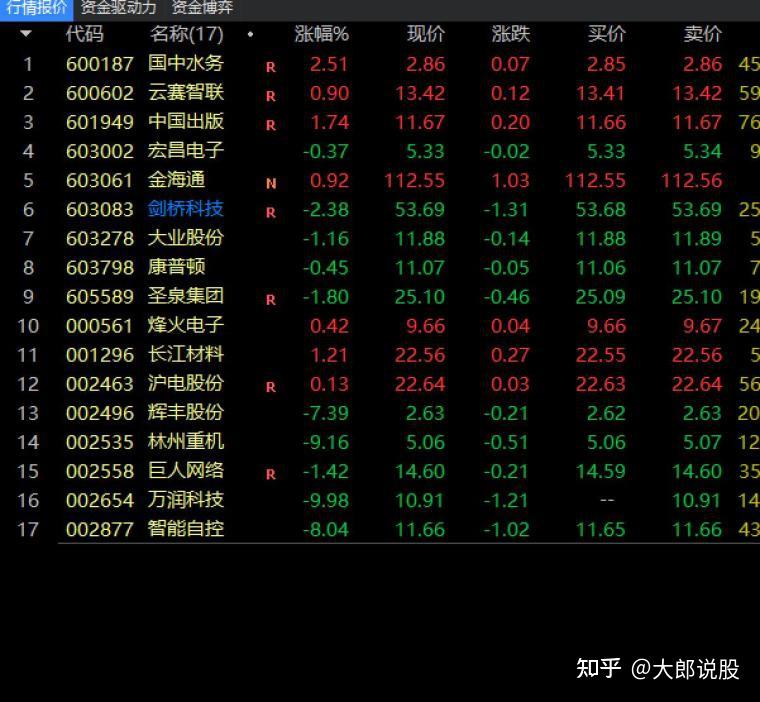 行情报价 资金驱动力 资金博弈
代码 名称(17) 涨幅% 现价 涨跌 买价 卖价
1 600187 国中水务 R 2.51 2.86 0.07 2.85 2.86 45
2 600602 云赛智联 R 0.90 13.42 0.12 13.41 13.42 59
3 601949 中国出版 R 1.74 11.67 0.20 11.66 11.67 76
4 603002 宏昌电子 -0.37 5.33 -0.02 5.33 5.34 9
5 603061 金海通 N 0.92 112.55 1.03 112.55 112.56
6 603083 剑桥科技 R -2.38 53.69 -1.31 53.68 53.69 25
7 603278 大业股份 -1.16 11.88 -0.14 11.88 11.89 5
8 603798 康普顿 -0.45 11.07 -0.05 11.06 11.07 7
9 605589 圣泉集团 R -1.80 25.10 -0.46 25.09 25.10 19
10 000561 烽火电子 0.42 9.66 0.04 9.66 9.67 24
11 001296 长江材料 1.21 22.56 0.27 22.55 22.56 5
12 002463 沪电股份 R 0.13 22.64 0.03 22.63 22.64 56
13 002496 辉丰股份 -7.39 2.63 -0.21 2.62 2.63 20
14 002535 林州重机 -9.16 5.06 -0.51 5.06 5.07 12
15 002558 巨人网络 R -1.42 14.60 -0.21 14.59 14.60 35
16 002654 万润科技 -9.98 10.91 -1.21 -- 10.91 14
17 002877 智能自控 -8.04 11.66 -1.02 11.65 11.66 43
知乎 @大郎说股